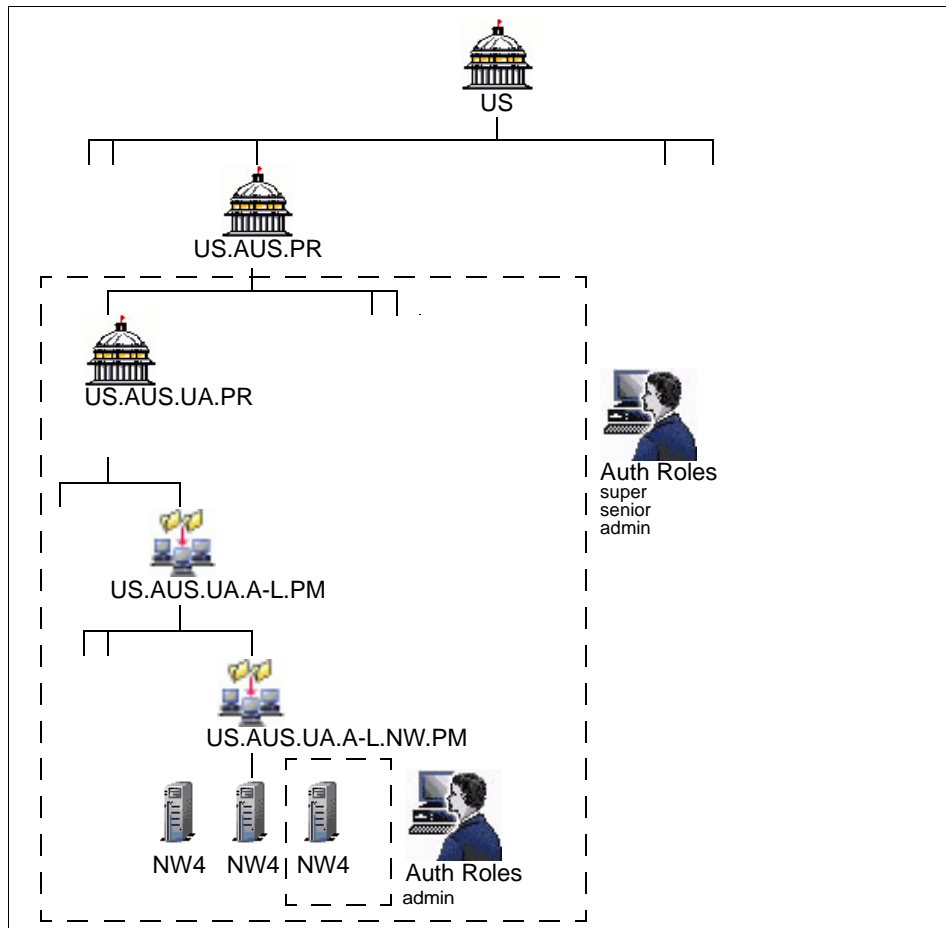 US
US.AUS.PR
US.AUS.UA.PR
Auth Roles
super
senior
admin
US.AUS.UA.A-L.PM
US.AUS.UA.A-L.NW.PM
NW4 NW4 NW4
Auth Roles
admin